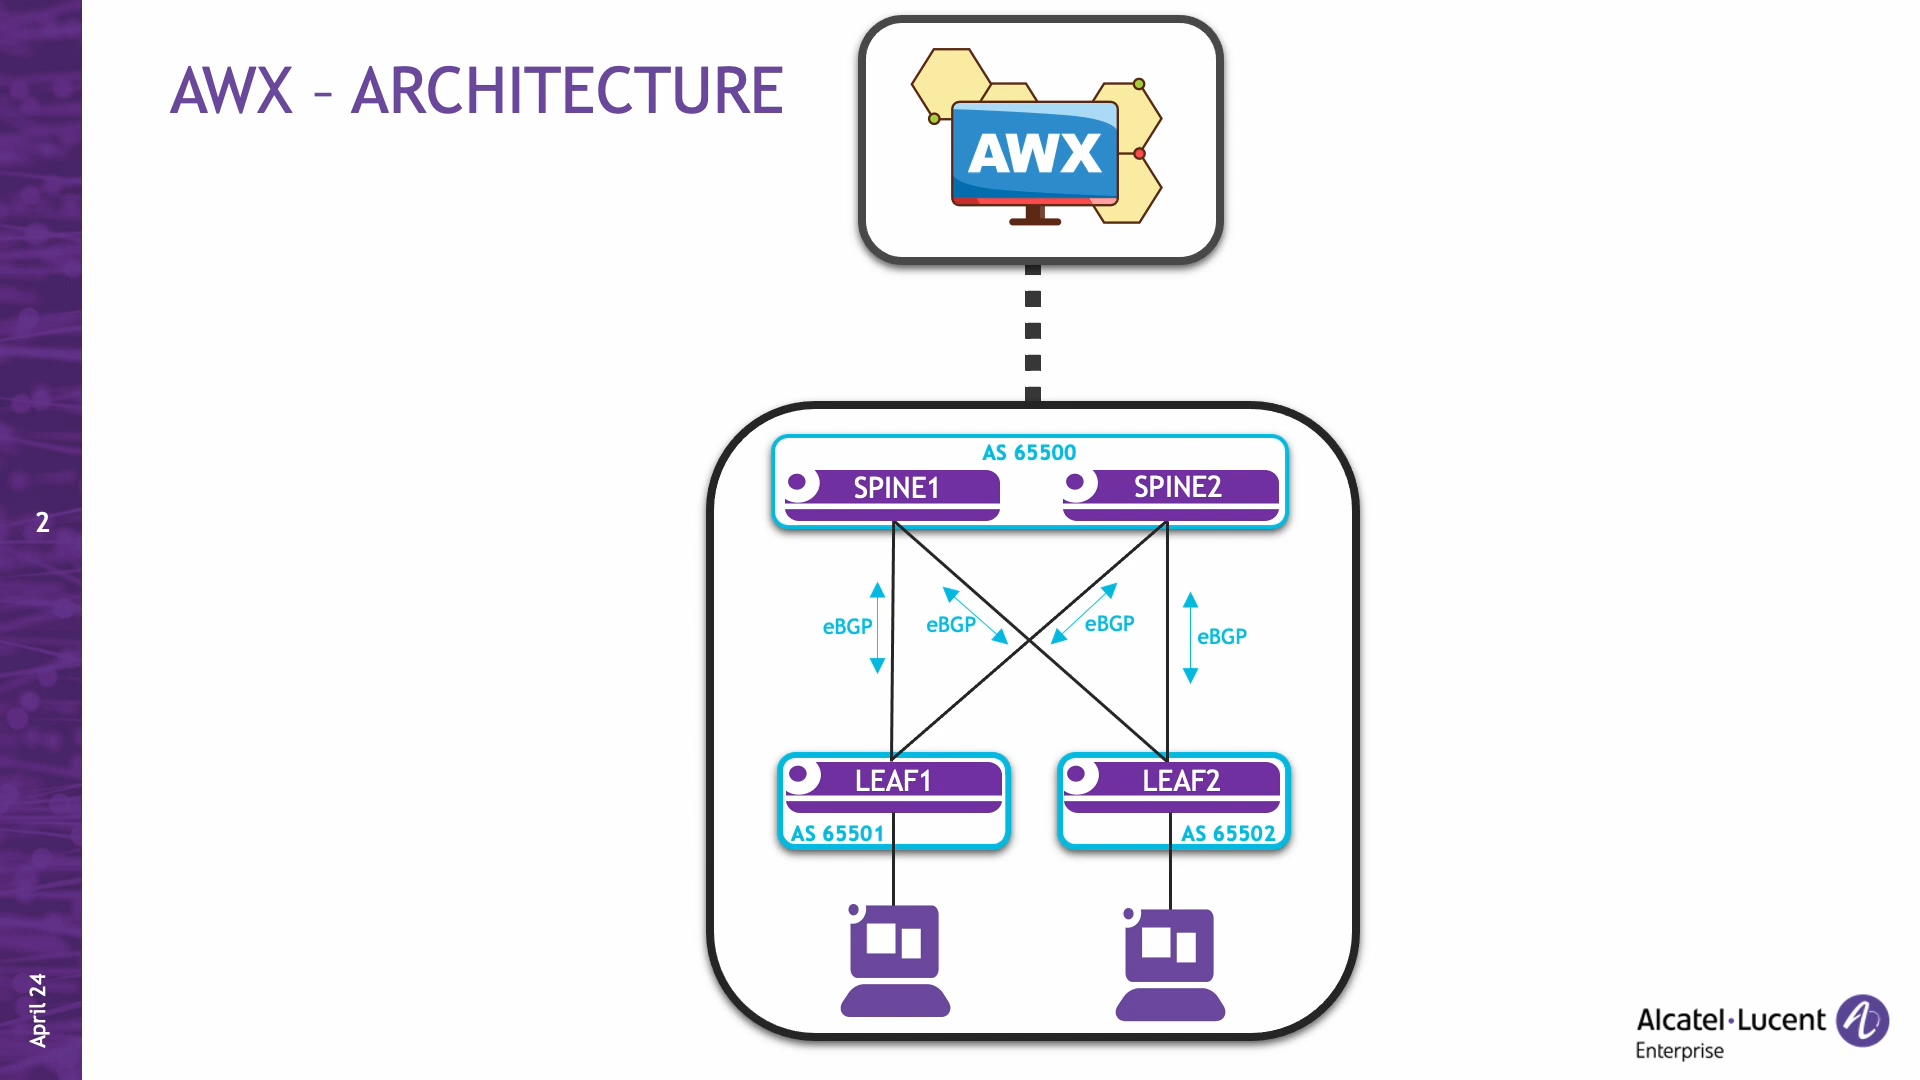 AWX – ARCHITECTURE
AWX
AS 65500
SPINE1
SPINE2
eBGP
eBGP
eBGP
eBGP
LEAF1
LEAF2
AS 65501
AS 65502
2
April 24
Alcatel·Lucent
Enterprise